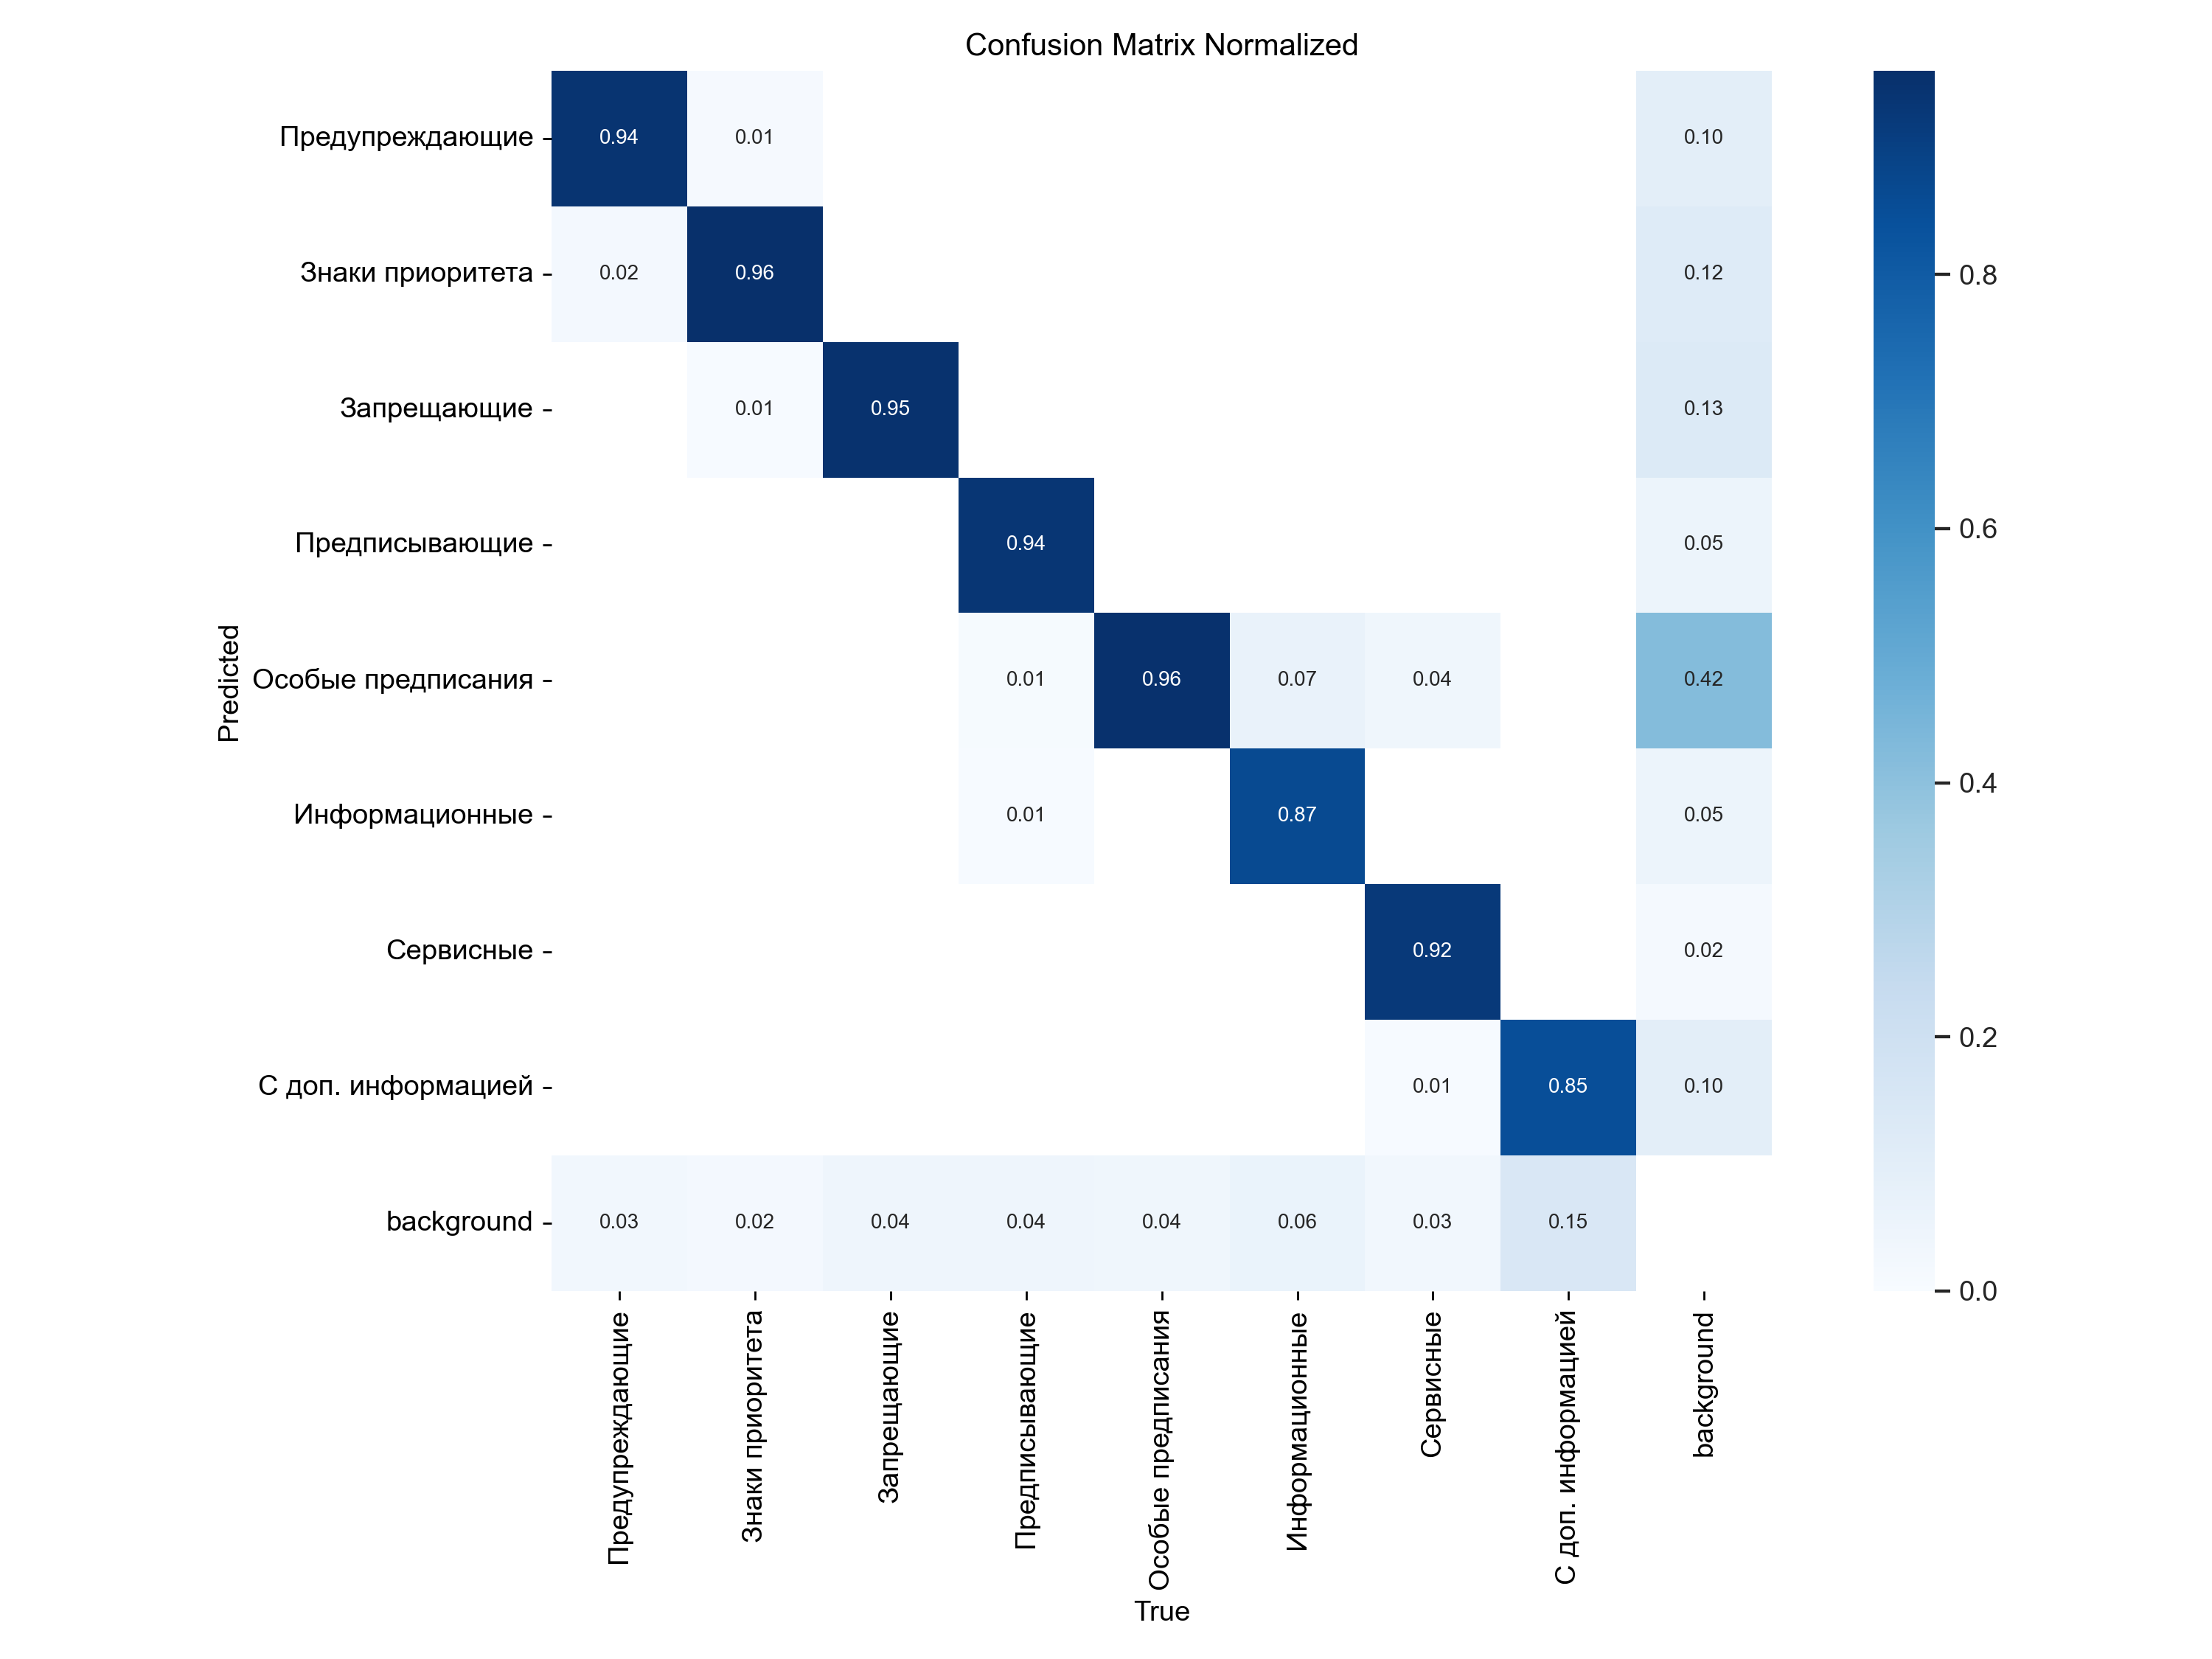 Confusion Matrix Normalized
Предупреждающие 0.94 0.01 0.10
Знаки приоритета 0.02 0.96 0.12 0.8
Запрещающие 0.01 0.95 0.13
Предписывающие 0.94 0.05 0.6
Predicted
Особые предписания 0.01 0.96 0.07 0.04 0.42
Информационные 0.01 0.87 0.05 0.4
Сервисные 0.92 0.02
С доп. информацией 0.01 0.85 0.10 0.2
background 0.03 0.02 0.04 0.04 0.04 0.06 0.03 0.15
0.0
Предупреждающие
Знаки приоритета
Запрещающие
Предписывающие
Особые предписания
Информационные
Сервисные
С доп. информацией
background
True